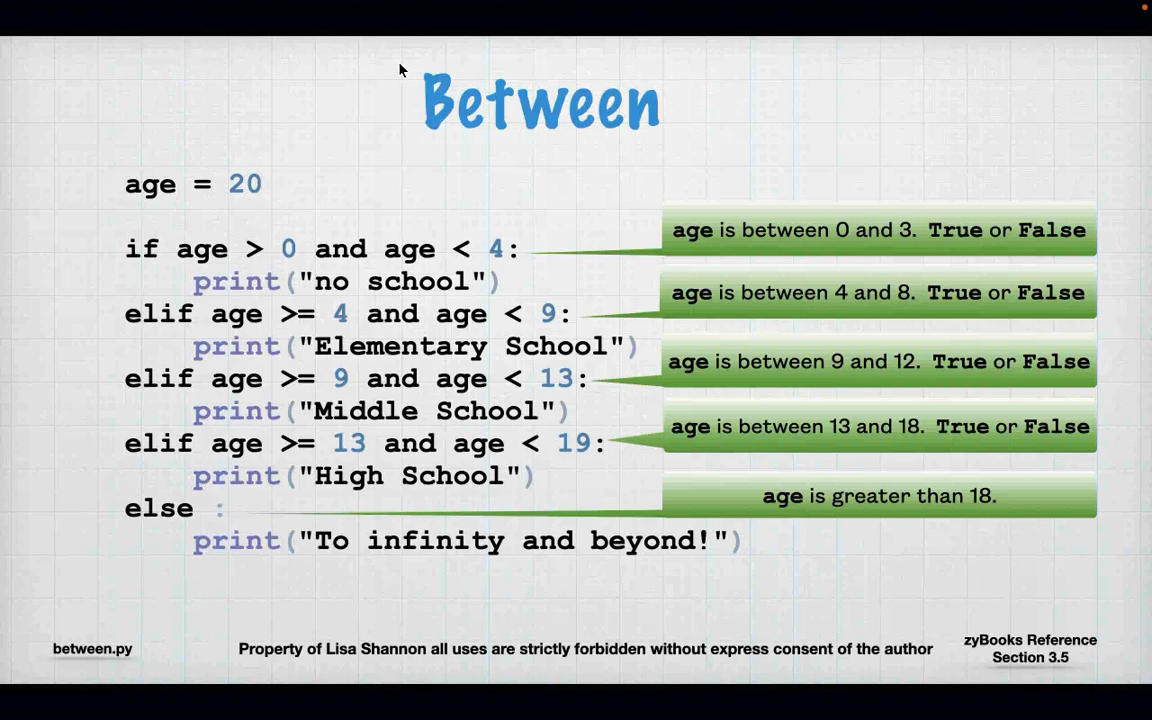 Between
age = 20
if age > 0 and age < 4:
age is between 0 and 3. True or False
print("no school")
age is between 4 and 8. True or False
elif age >= 4 and age < 9:
print("Elementary School")
age is between 9 and 12. True or False
elif age >= 9 and age < 13:
print("Middle School")
age is between 13 and 18. True or False
elif age >= 13 and age < 19:
print("High School")
age is greater than 18.
else :
print("To infinity and beyond!")
between.py
Property of Lisa Shannon all uses are strictly forbidden without express consent of the author
zyBooks Reference
Section 3.5